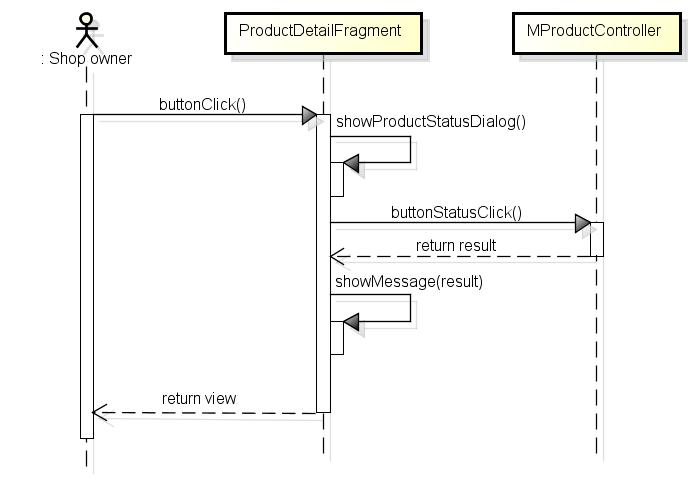 ProductDetailFragment
MProductController
: Shop owner
buttonClick()
showProductStatusDialog()
buttonStatusClick()
return result
showMessage(result)
return view